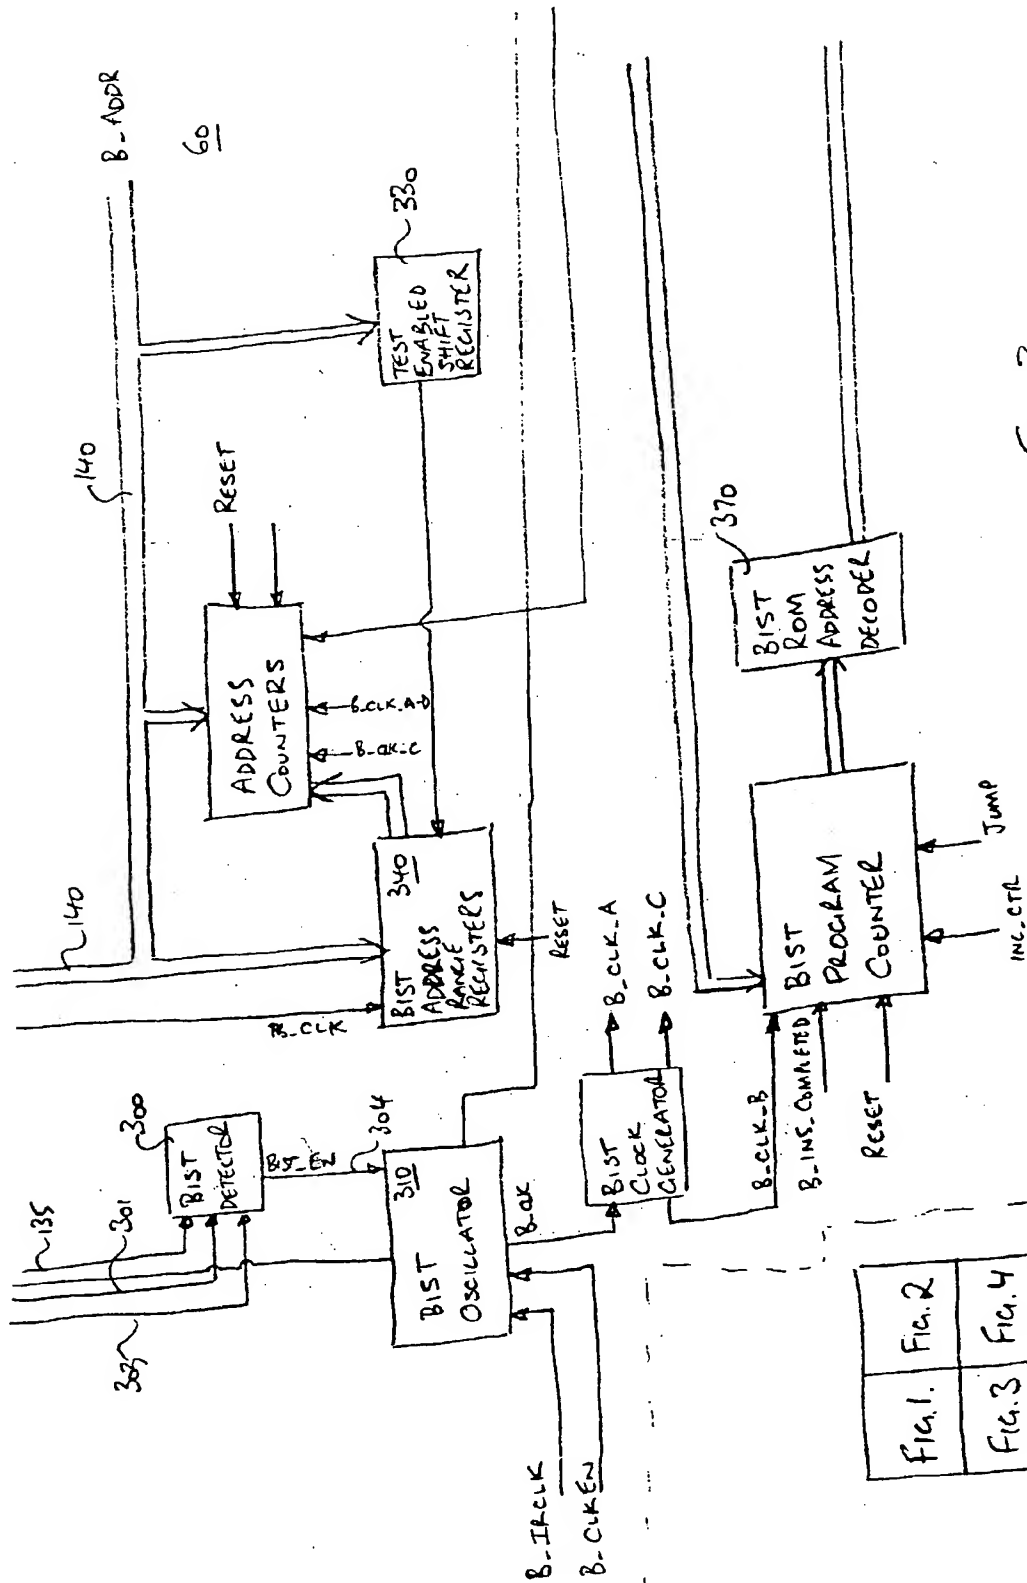 B_ADDR
60
140
140
330
TEST
ENABLED
SHIFT
REGISTER
RESET
ADDRESS
COUNTERS
B_CLK_A-D
B_CLK_C
340
BIST
ADDRESS
RANGE
REGISTERS
B_CLK
RESET
135
301
303
300
BIST
DETECTOR
BIST_EN
304
310
BIST
OSCILLATOR
B_CLK
B_IRCLK
B_CLKEN
BIST
CLOCK
GENERATOR
B_CLK_A
B_CLK_C
B_CLK_B
B_INS_COMPLETED
RESET
BIST
PROGRAM
COUNTER
INC_CTR
JUMP
370
BIST
ROM
ADDRESS
DECODER
FIG.1. FIG.2
FIG.3 FIG.4